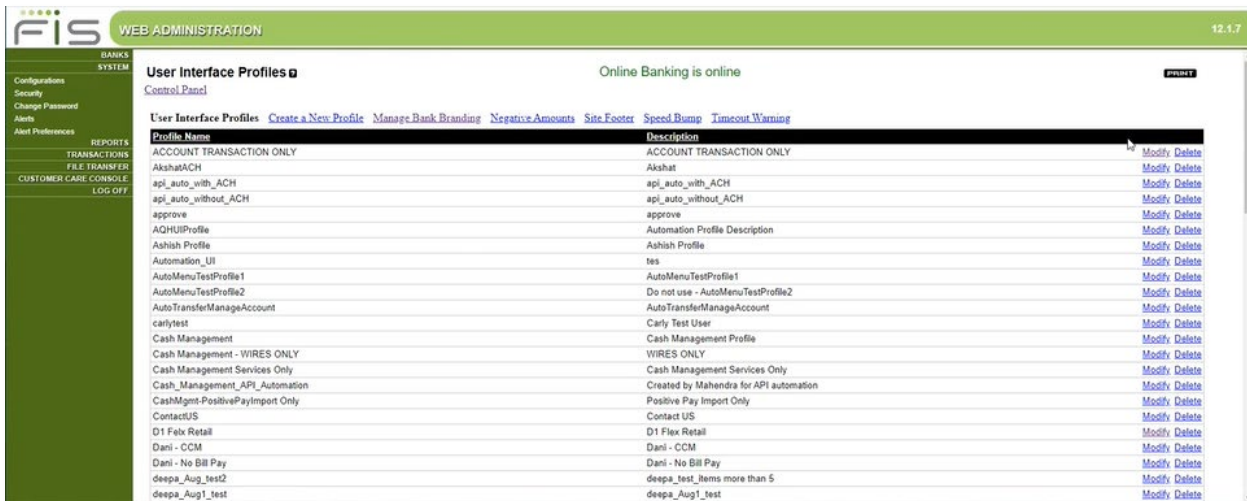 FIS WEB ADMINISTRATION 12.1.7
BANKS
SYSTEM
Configurations
Security
Change Password
Alerts
Alert Preferences
REPORTS
TRANSACTIONS
FILE TRANSFER
CUSTOMER CARE CONSOLE
LOG OFF
User Interface Profiles ? Online Banking is online PRINT
Control Panel
User Interface Profiles Create a New Profile Manage Bank Branding Negative Amounts Site Footer Speed Bump Timeout Warning
Profile Name Description
ACCOUNT TRANSACTION ONLY ACCOUNT TRANSACTION ONLY Modify Delete
AkshatACH Akshat Modify Delete
api_auto_with_ACH api_auto_with_ACH Modify Delete
api_auto_without_ACH api_auto_without_ACH Modify Delete
approve approve Modify Delete
AQHUIProfile Automation Profile Description Modify Delete
Ashish Profile Ashish Profile Modify Delete
Automation_UI tes Modify Delete
AutoMenuTestProfile1 AutoMenuTestProfile1 Modify Delete
AutoMenuTestProfile2 Do not use - AutoMenuTestProfile2 Modify Delete
AutoTransferManageAccount AutoTransferManageAccount Modify Delete
carlytest Carly Test User Modify Delete
Cash Management Cash Management Profile Modify Delete
Cash Management - WIRES ONLY WIRES ONLY Modify Delete
Cash Management Services Only Cash Management Services Only Modify Delete
Cash_Management_API_Automation Created by Mahendra for API automation Modify Delete
CashMgmt-PositivePayImport Only Positive Pay Import Only Modify Delete
ContactUS Contact US Modify Delete
D1 Felx Retail D1 Flex Retail Modify Delete
Dani - CCM Dani - CCM Modify Delete
Dani - No Bill Pay Dani - No Bill Pay Modify Delete
deepa_Aug_test2 deepa_test_items more than 5 Modify Delete
deepa_Aug1_test deepa_Aug1_test Modify Delete